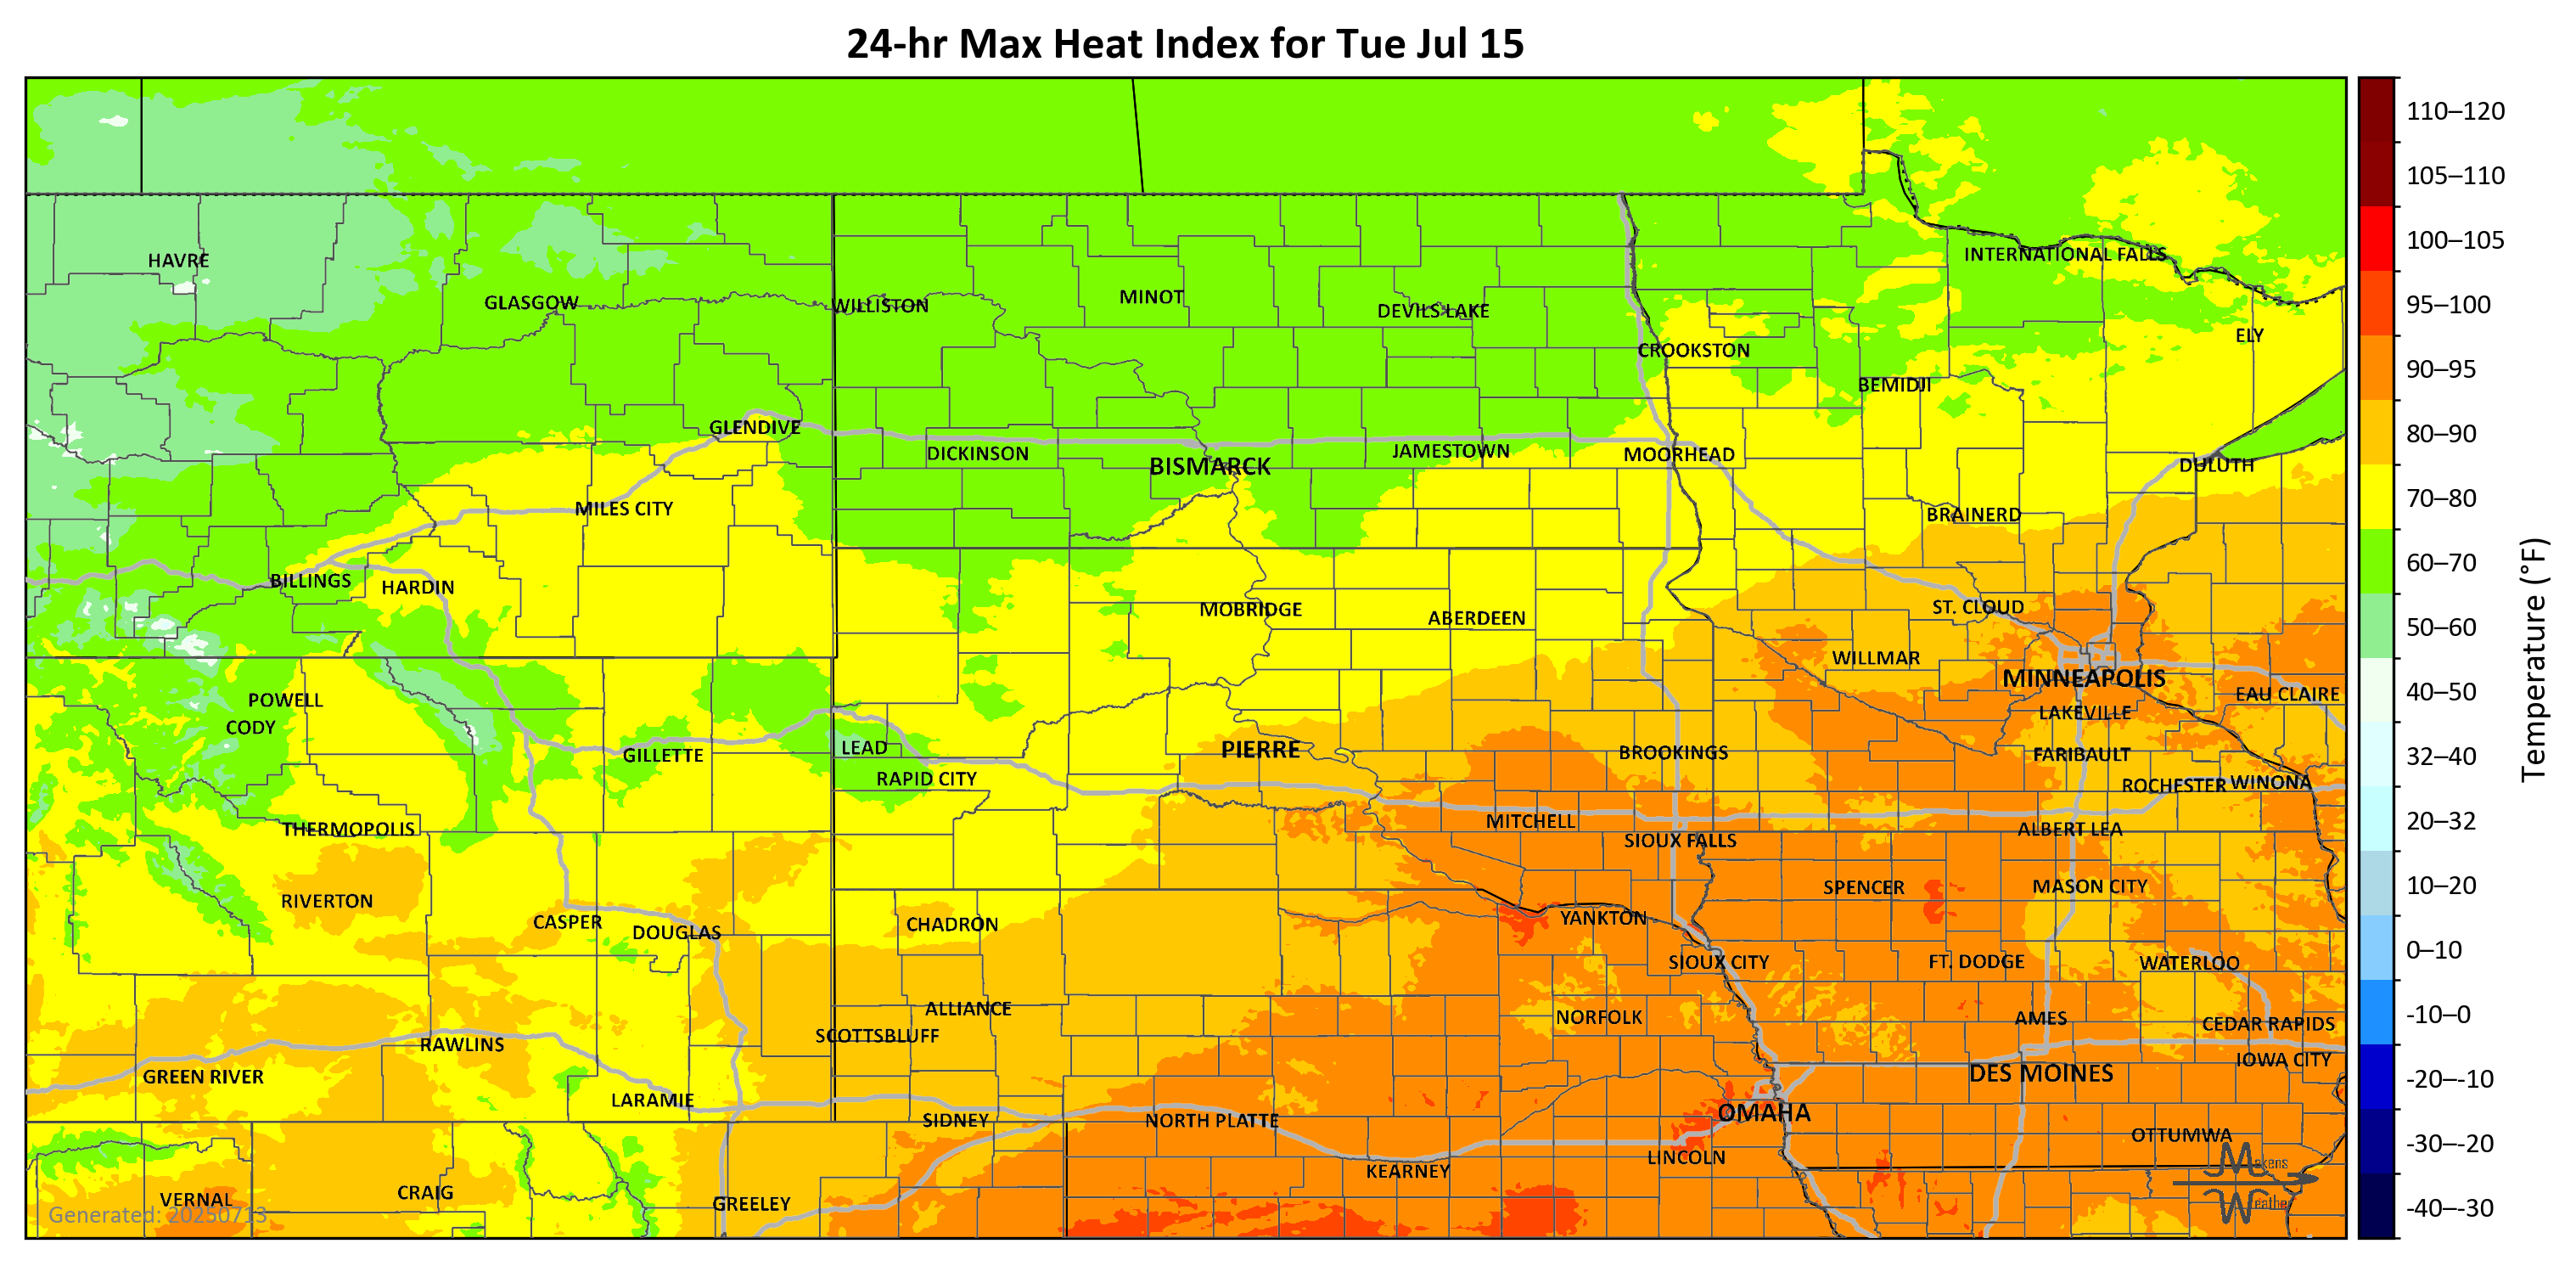 24-hr Max Heat Index for Tue Jul 15
110–120
105–110
100–105
95–100
90–95
80–90
70–80
60–70
50–60
40–50
32–40
20–32
10–20
0–10
-10–0
-20–-10
-30–-20
-40–-30
Temperature (°F)
HAVRE
GLASGOW
WILLISTON
MINOT
DEVILS LAKE
INTERNATIONAL FALLS
ELY
CROOKSTON
BEMIDJI
GLENDIVE
DICKINSON
BISMARCK
JAMESTOWN
MOORHEAD
DULUTH
MILES CITY
BRAINERD
BILLINGS
HARDIN
MOBRIDGE
ABERDEEN
ST. CLOUD
WILLMAR
MINNEAPOLIS
EAU CLAIRE
POWELL
CODY
LAKEVILLE
GILLETTE
LEAD
PIERRE
BROOKINGS
FARIBAULT
RAPID CITY
ROCHESTER
WINONA
THERMOPOLIS
MITCHELL
SIOUX FALLS
ALBERT LEA
RIVERTON
SPENCER
MASON CITY
CASPER
DOUGLAS
CHADRON
YANKTON
SIOUX CITY
FT. DODGE
WATERLOO
ALLIANCE
NORFOLK
AMES
CEDAR RAPIDS
SCOTTSBLUFF
RAWLINS
IOWA CITY
GREEN RIVER
DES MOINES
LARAMIE
SIDNEY
NORTH PLATTE
OMAHA
OTTUMWA
LINCOLN
KEARNEY
VERNAL
CRAIG
GREELEY
Generated: 20250713
Makens
Weather